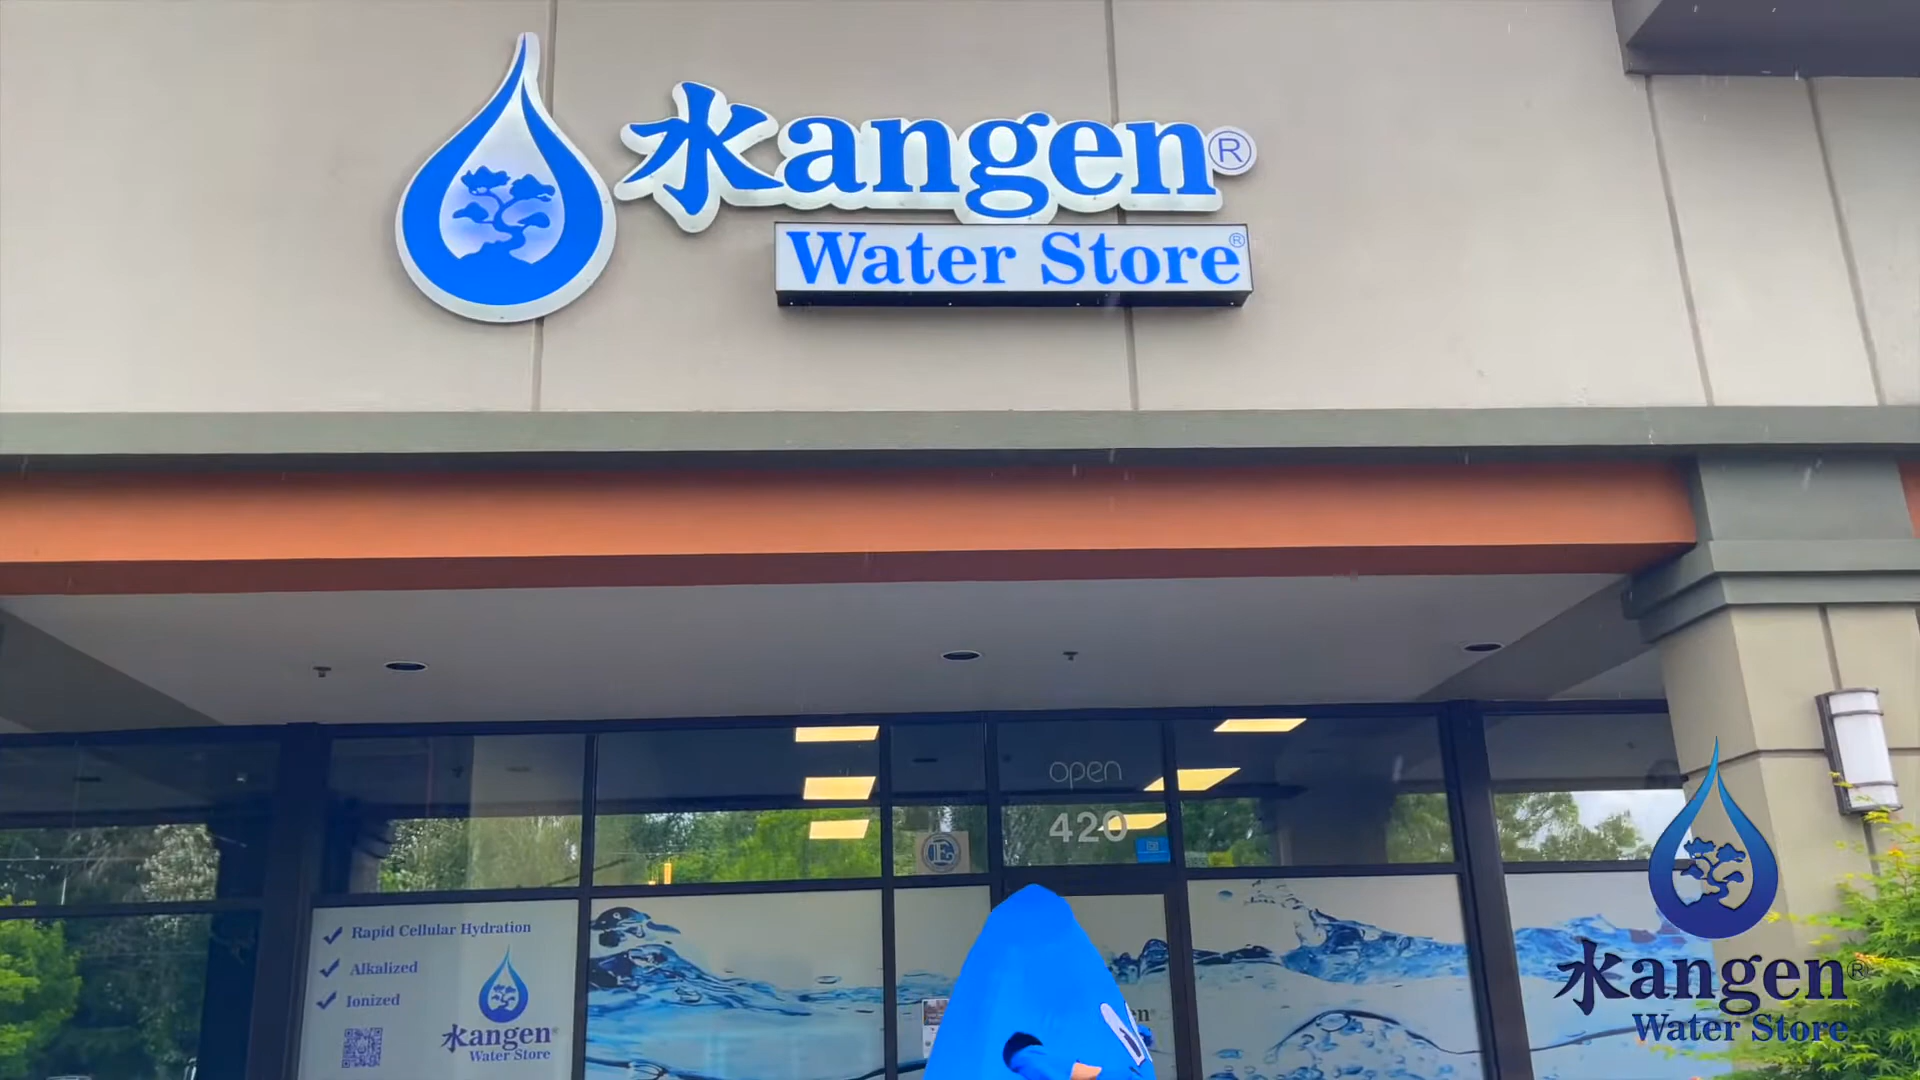 水angen®
Water Store®
open
420
E
✓ Rapid Cellular Hydration
✓ Alkalized
✓ Ionized
水angen®
Water Store
en®
水angen®
Water Store